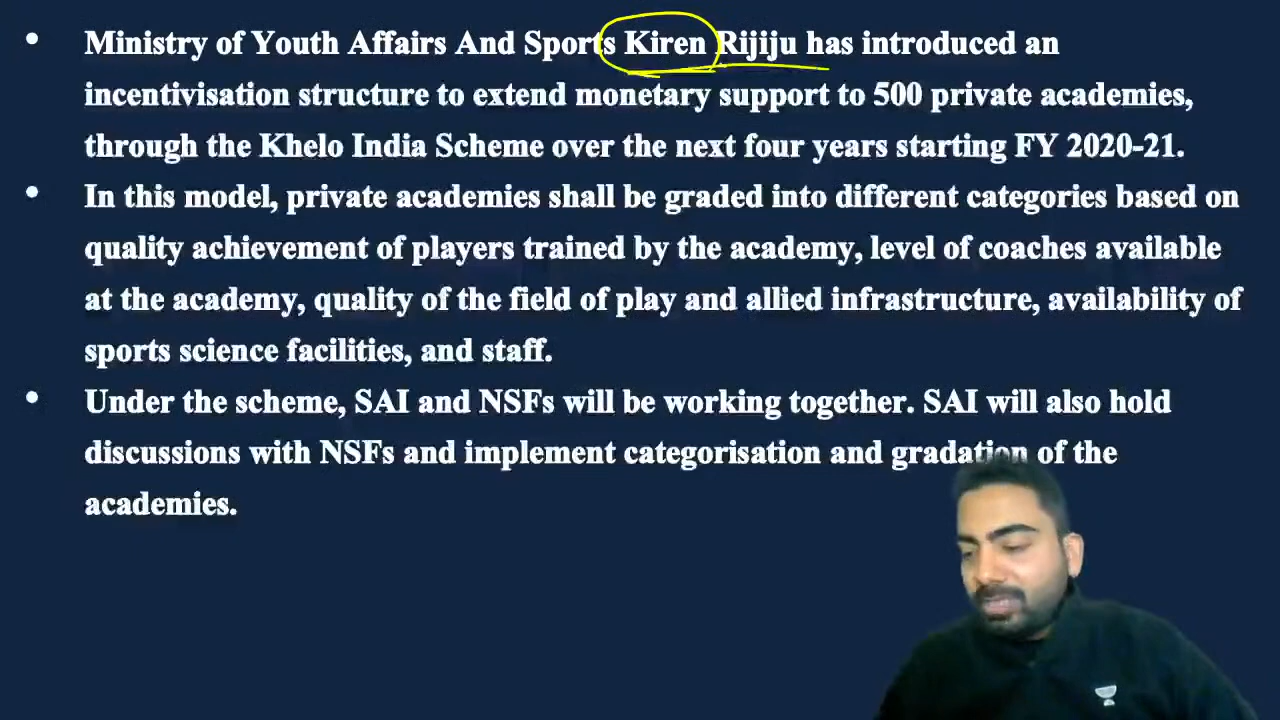 • Ministry of Youth Affairs And Sports Kiren Rijiju has introduced an
incentivisation structure to extend monetary support to 500 private academies,
through the Khelo India Scheme over the next four years starting FY 2020-21.
• In this model, private academies shall be graded into different categories based on
quality achievement of players trained by the academy, level of coaches available
at the academy, quality of the field of play and allied infrastructure, availability of
sports science facilities, and staff.
• Under the scheme, SAI and NSFs will be working together. SAI will also hold
discussions with NSFs and implement categorisation and gradation of the
academies.